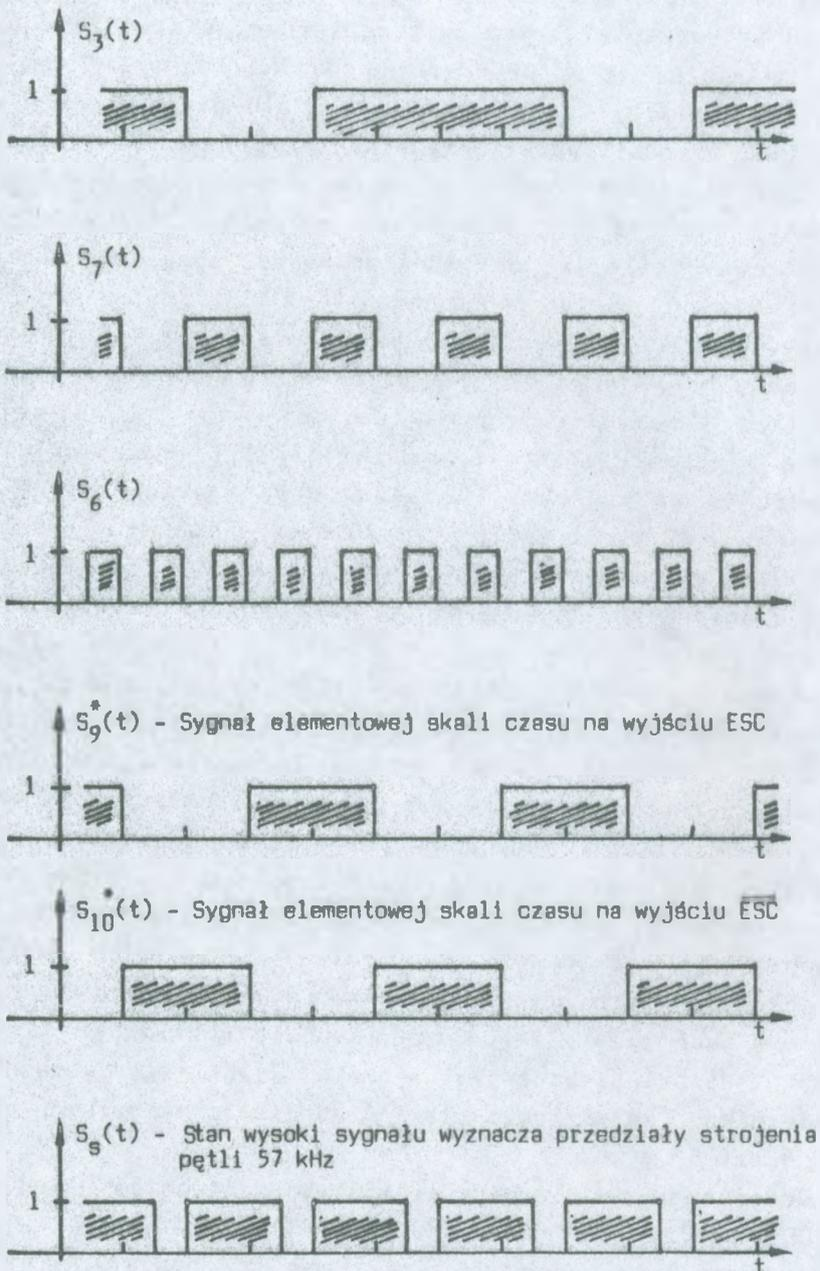 S₃(t)
1
t
S₇(t)
1
t
S₆(t)
1
t
S₉*(t) - Sygnał elementowej skali czasu na wyjściu ESC
1
t
S₁₀*(t) - Sygnał elementowej skali czasu na wyjściu E̅S̅C̅
1
t
Sₛ(t) - Stan wysoki sygnału wyznacza przedziały strojenia
pętli 57 kHz
1
t